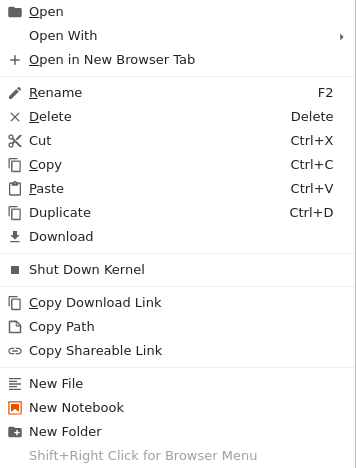 Open
Open With
Open in New Browser Tab
Rename F2
Delete Delete
Cut Ctrl+X
Copy Ctrl+C
Paste Ctrl+V
Duplicate Ctrl+D
Download
Shut Down Kernel
Copy Download Link
Copy Path
Copy Shareable Link
New File
New Notebook
New Folder
Shift+Right Click for Browser Menu